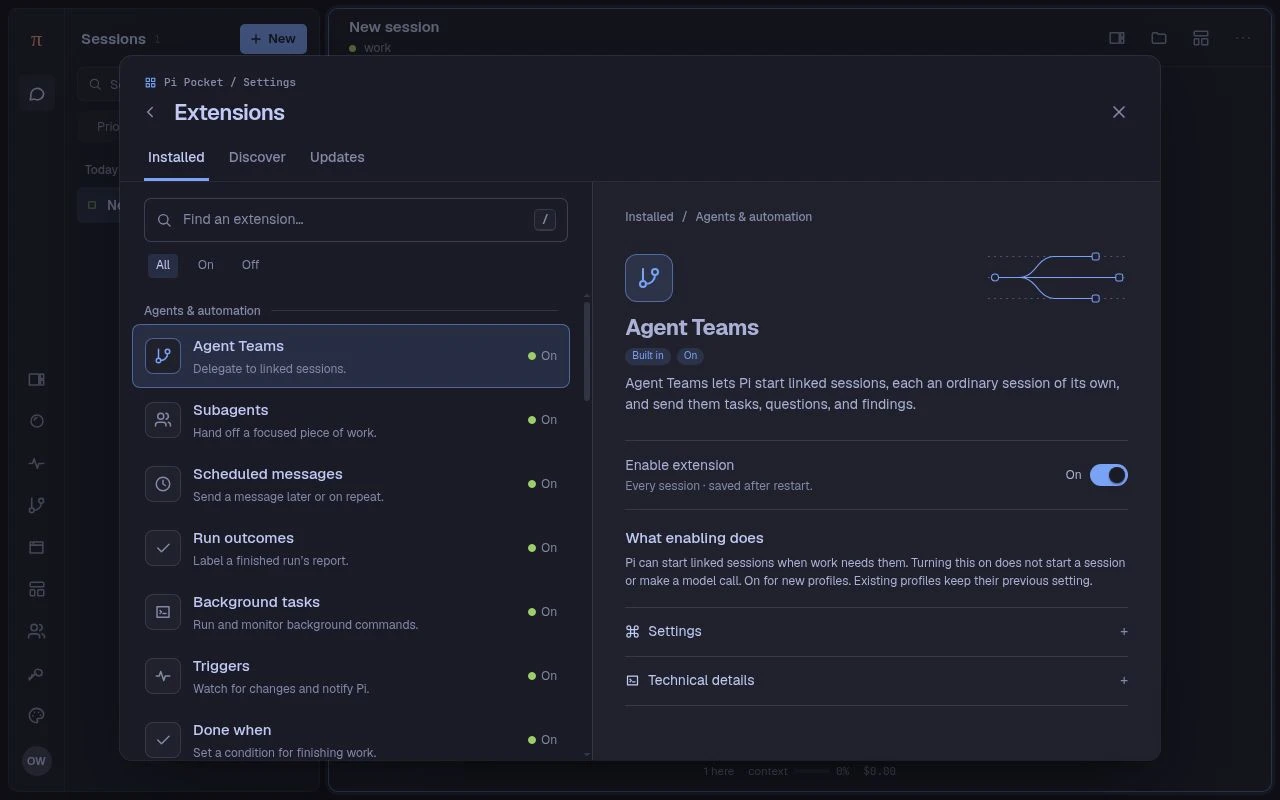 π
Sessions 1
New
New session
work
...
Pi Pocket / Settings
Extensions
Installed
Discover
Updates
Find an extension…
/
All
On
Off
Agents & automation
Agent Teams
Delegate to linked sessions.
On
Subagents
Hand off a focused piece of work.
On
Scheduled messages
Send a message later or on repeat.
On
Run outcomes
Label a finished run's report.
On
Background tasks
Run and monitor background commands.
On
Triggers
Watch for changes and notify Pi.
On
Done when
Set a condition for finishing work.
On
Installed / Agents & automation
Agent Teams
Built in
On
Agent Teams lets Pi start linked sessions, each an ordinary session of its own,
and send them tasks, questions, and findings.
Enable extension
Every session · saved after restart.
On
What enabling does
Pi can start linked sessions when work needs them. Turning this on does not start a session
or make a model call. On for new profiles. Existing profiles keep their previous setting.
Settings
+
Technical details
+
Today
OW
1 here context 0% $0.00